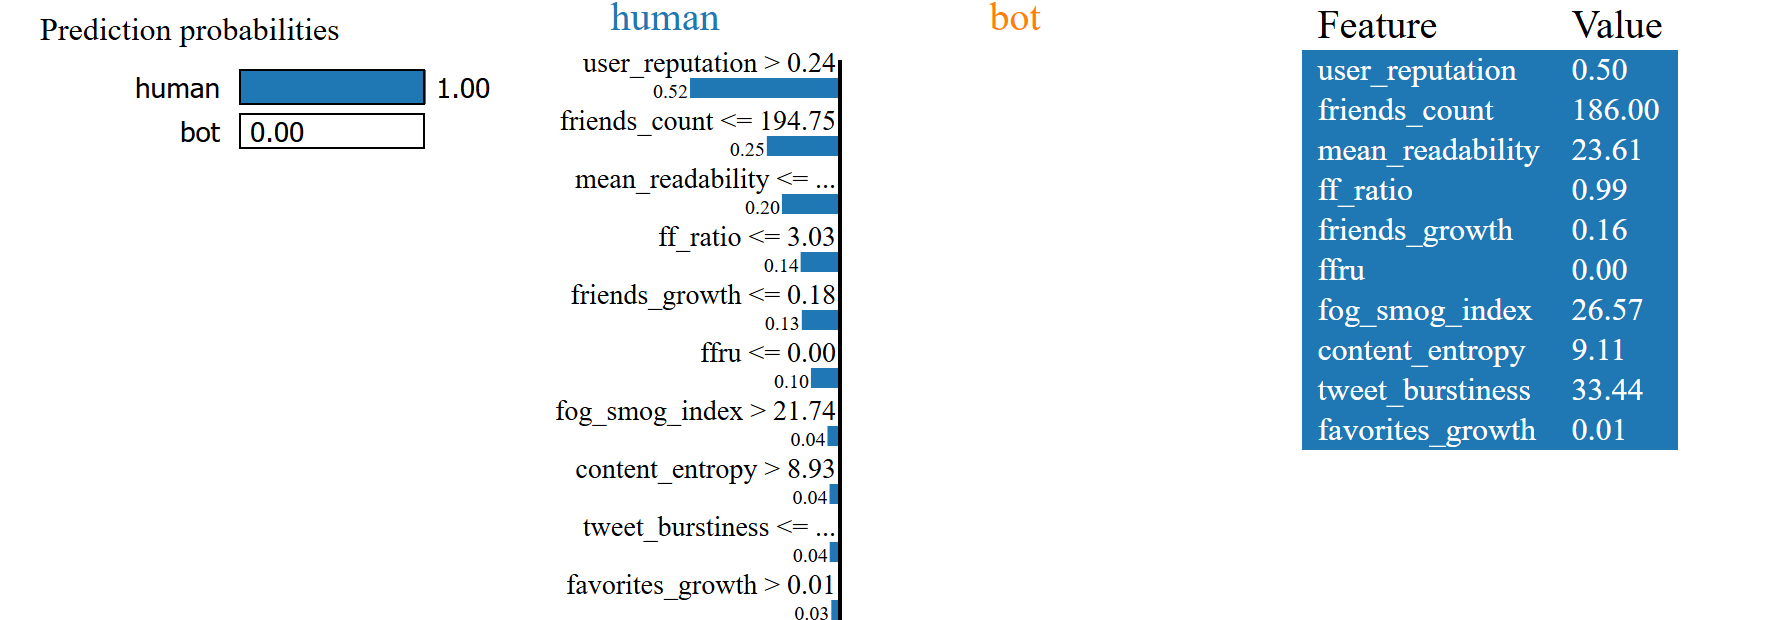 Prediction probabilities
human 1.00
bot 0.00
human bot
user_reputation > 0.24
0.52
friends_count <= 194.75
0.25
mean_readability <= ...
0.20
ff_ratio <= 3.03
0.14
friends_growth <= 0.18
0.13
ffru <= 0.00
0.10
fog_smog_index > 21.74
0.04
content_entropy > 8.93
0.04
tweet_burstiness <= ...
0.04
favorites_growth > 0.01
0.03
Feature Value
user_reputation 0.50
friends_count 186.00
mean_readability 23.61
ff_ratio 0.99
friends_growth 0.16
ffru 0.00
fog_smog_index 26.57
content_entropy 9.11
tweet_burstiness 33.44
favorites_growth 0.01